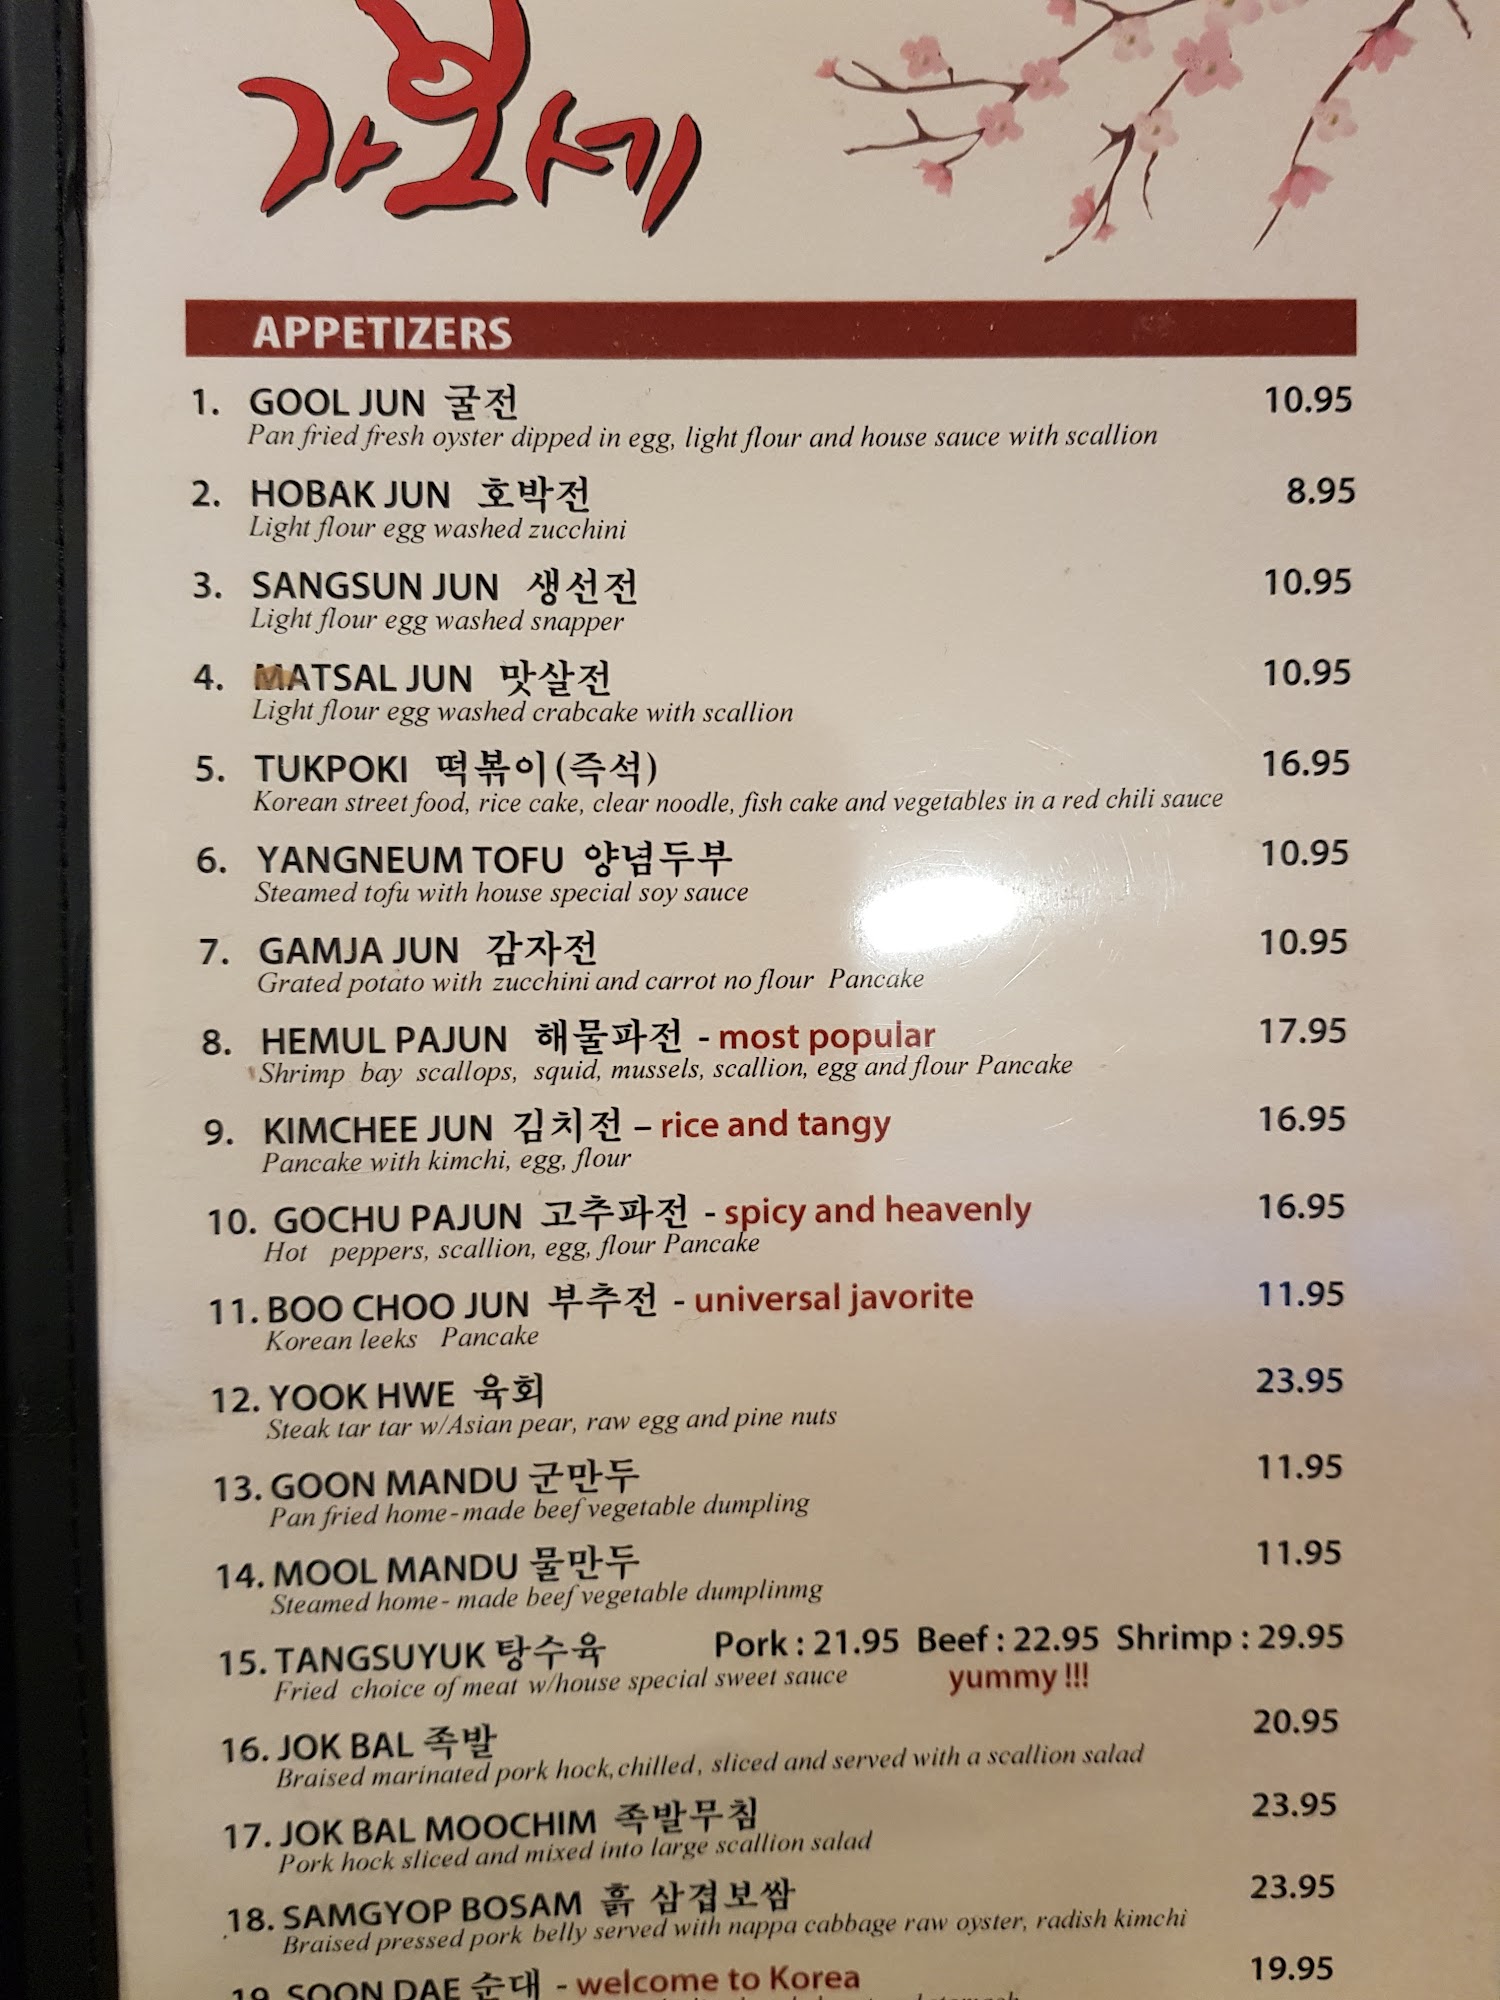 가보세
APPETIZERS
1. GOOL JUN 굴전 10.95
Pan fried fresh oyster dipped in egg, light flour and house sauce with scallion
2. HOBAK JUN 호박전 8.95
Light flour egg washed zucchini
3. SANGSUN JUN 생선전 10.95
Light flour egg washed snapper
4. MATSAL JUN 맛살전 10.95
Light flour egg washed crabcake with scallion
5. TUKPOKI 떡볶이(즉석) 16.95
Korean street food, rice cake, clear noodle, fish cake and vegetables in a red chili sauce
6. YANGNEUM TOFU 양념두부 10.95
Steamed tofu with house special soy sauce
7. GAMJA JUN 감자전 10.95
Grated potato with zucchini and carrot no flour Pancake
8. HEMUL PAJUN 해물파전 - most popular 17.95
Shrimp bay scallops, squid, mussels, scallion, egg and flour Pancake
9. KIMCHEE JUN 김치전 – rice and tangy 16.95
Pancake with kimchi, egg, flour
10. GOCHU PAJUN 고추파전 - spicy and heavenly 16.95
Hot peppers, scallion, egg, flour Pancake
11. BOO CHOO JUN 부추전 - universal javorite 11.95
Korean leeks Pancake
12. YOOK HWE 육회 23.95
Steak tar tar w/Asian pear, raw egg and pine nuts
13. GOON MANDU 군만두 11.95
Pan fried home-made beef vegetable dumpling
14. MOOL MANDU 물만두 11.95
Steamed home- made beef vegetable dumplinmg
15. TANGSUYUK 탕수육 Pork : 21.95 Beef : 22.95 Shrimp : 29.95
Fried choice of meat w/house special sweet sauce yummy !!!
16. JOK BAL 족발 20.95
Braised marinated pork hock, chilled, sliced and served with a scallion salad
17. JOK BAL MOOCHIM 족발무침 23.95
Pork hock sliced and mixed into large scallion salad
18. SAMGYOP BOSAM 흙 삼겹보쌈 23.95
Braised pressed pork belly served with nappa cabbage raw oyster, radish kimchi
19. SOON DAE 순대 - welcome to Korea 19.95